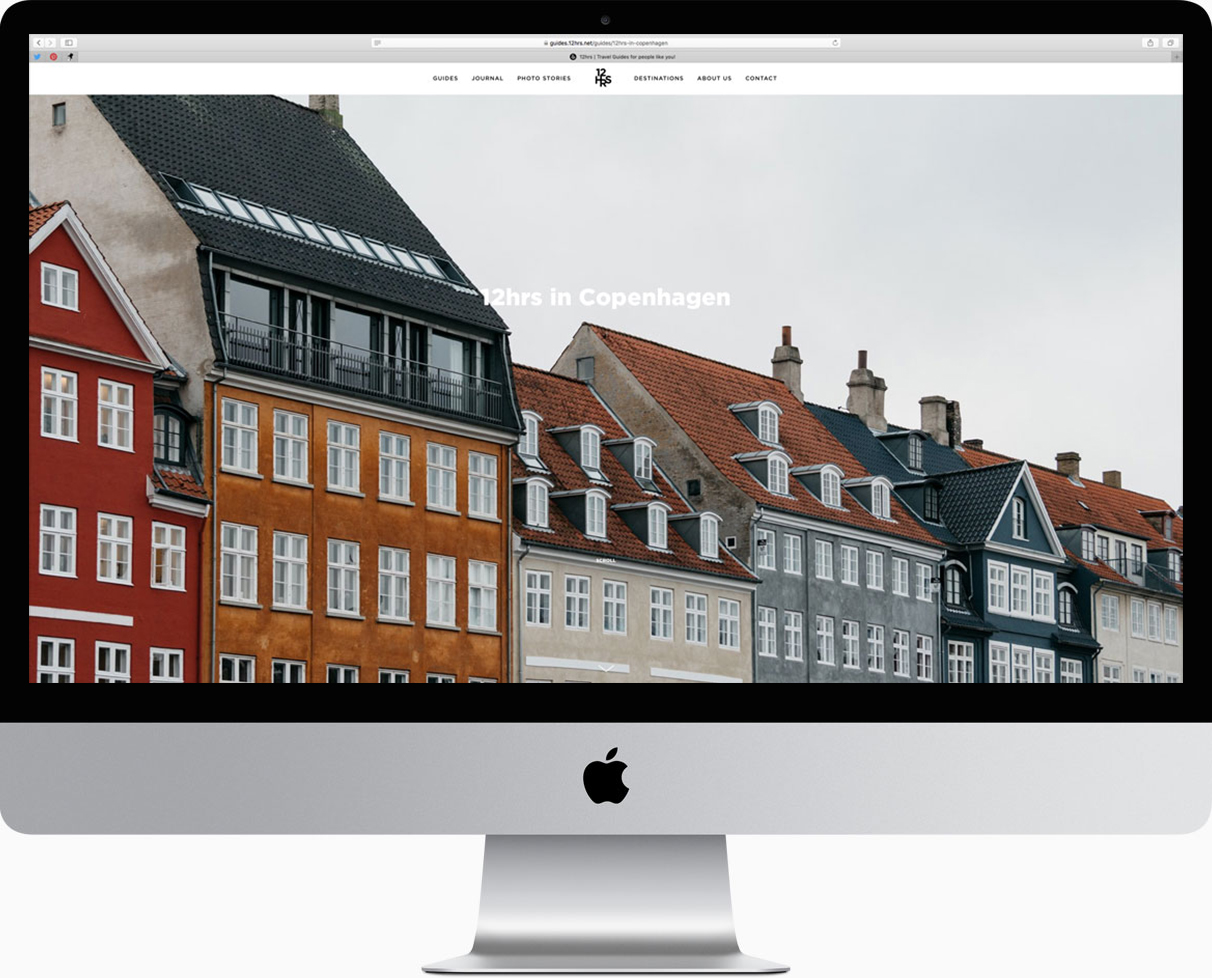 guides.12hrs.net/guides/12hrs-in-copenhagen
12hrs | Travel Guides for people like you!
GUIDES JOURNAL PHOTO STORIES 12 HRS DESTINATIONS ABOUT US CONTACT
12hrs in Copenhagen
SCROLL